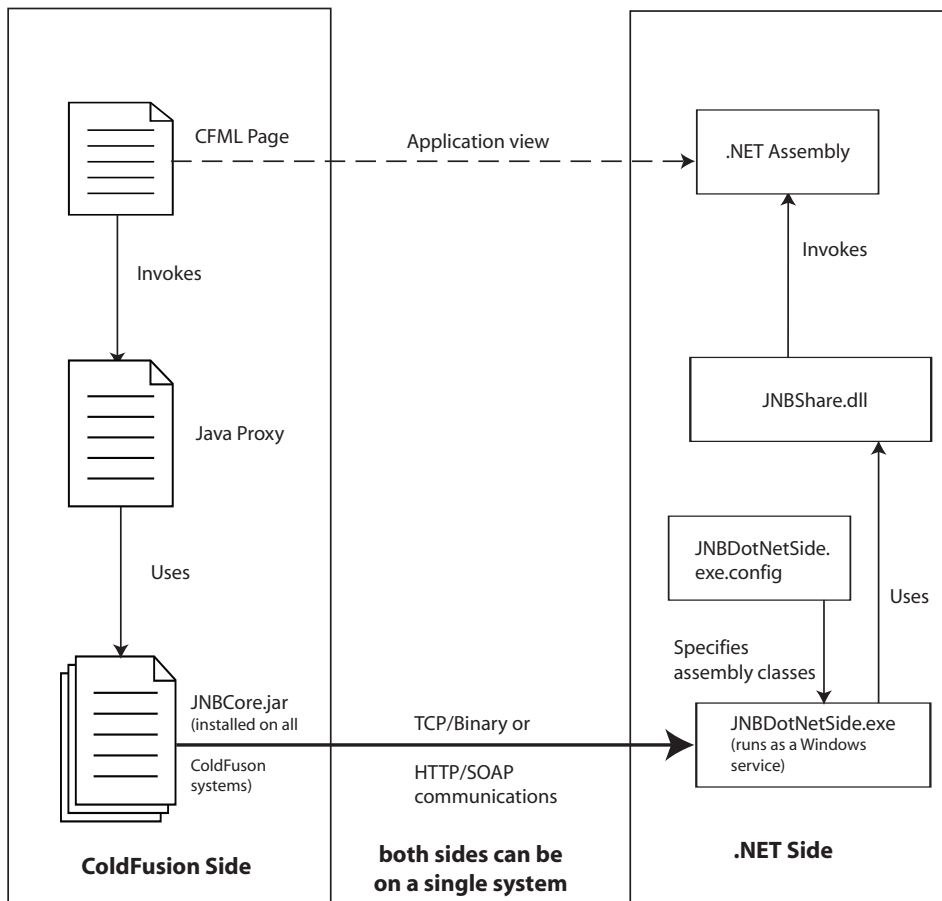 CFML Page
Application view
.NET Assembly
Invokes
Invokes
JNBShare.dll
Java Proxy
JNBDotNetSide.
exe.config
Uses
Uses
Specifies
assembly classes
JNBCore.jar
(installed on all
ColdFuson
systems)
TCP/Binary or
HTTP/SOAP
communications
JNBDotNetSide.exe
(runs as a Windows
service)
ColdFusion Side
both sides can be
on a single system
.NET Side